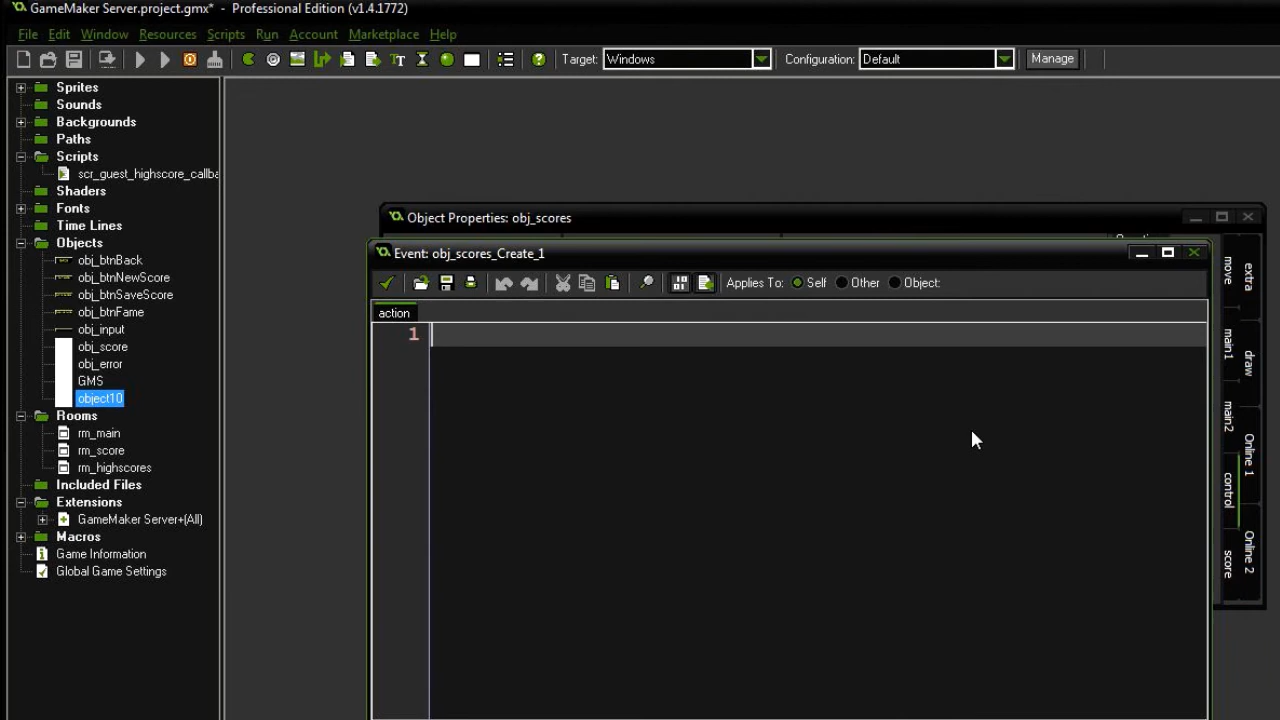 GameMaker Server.project.gmx* - Professional Edition (v1.4.1772)
File Edit Window Resources Scripts Run Account Marketplace Help
Target: Windows Configuration: Default Manage
Sprites
Sounds
Backgrounds
Paths
Scripts
scr_guest_highscore_callba
Shaders
Fonts
Time Lines
Objects
obj_btnBack
obj_btnNewScore
obj_btnSaveScore
obj_btnFame
obj_input
obj_score
obj_error
GMS
object10
Rooms
rm_main
rm_score
rm_highscores
Included Files
Extensions
GameMaker Server+(All)
Macros
Game Information
Global Game Settings
Object Properties: obj_scores
Event: obj_scores_Create_1
Applies To: Self Other Object:
action
1
move
main1
main2
control
score
extra
draw
Online 1
Online 2